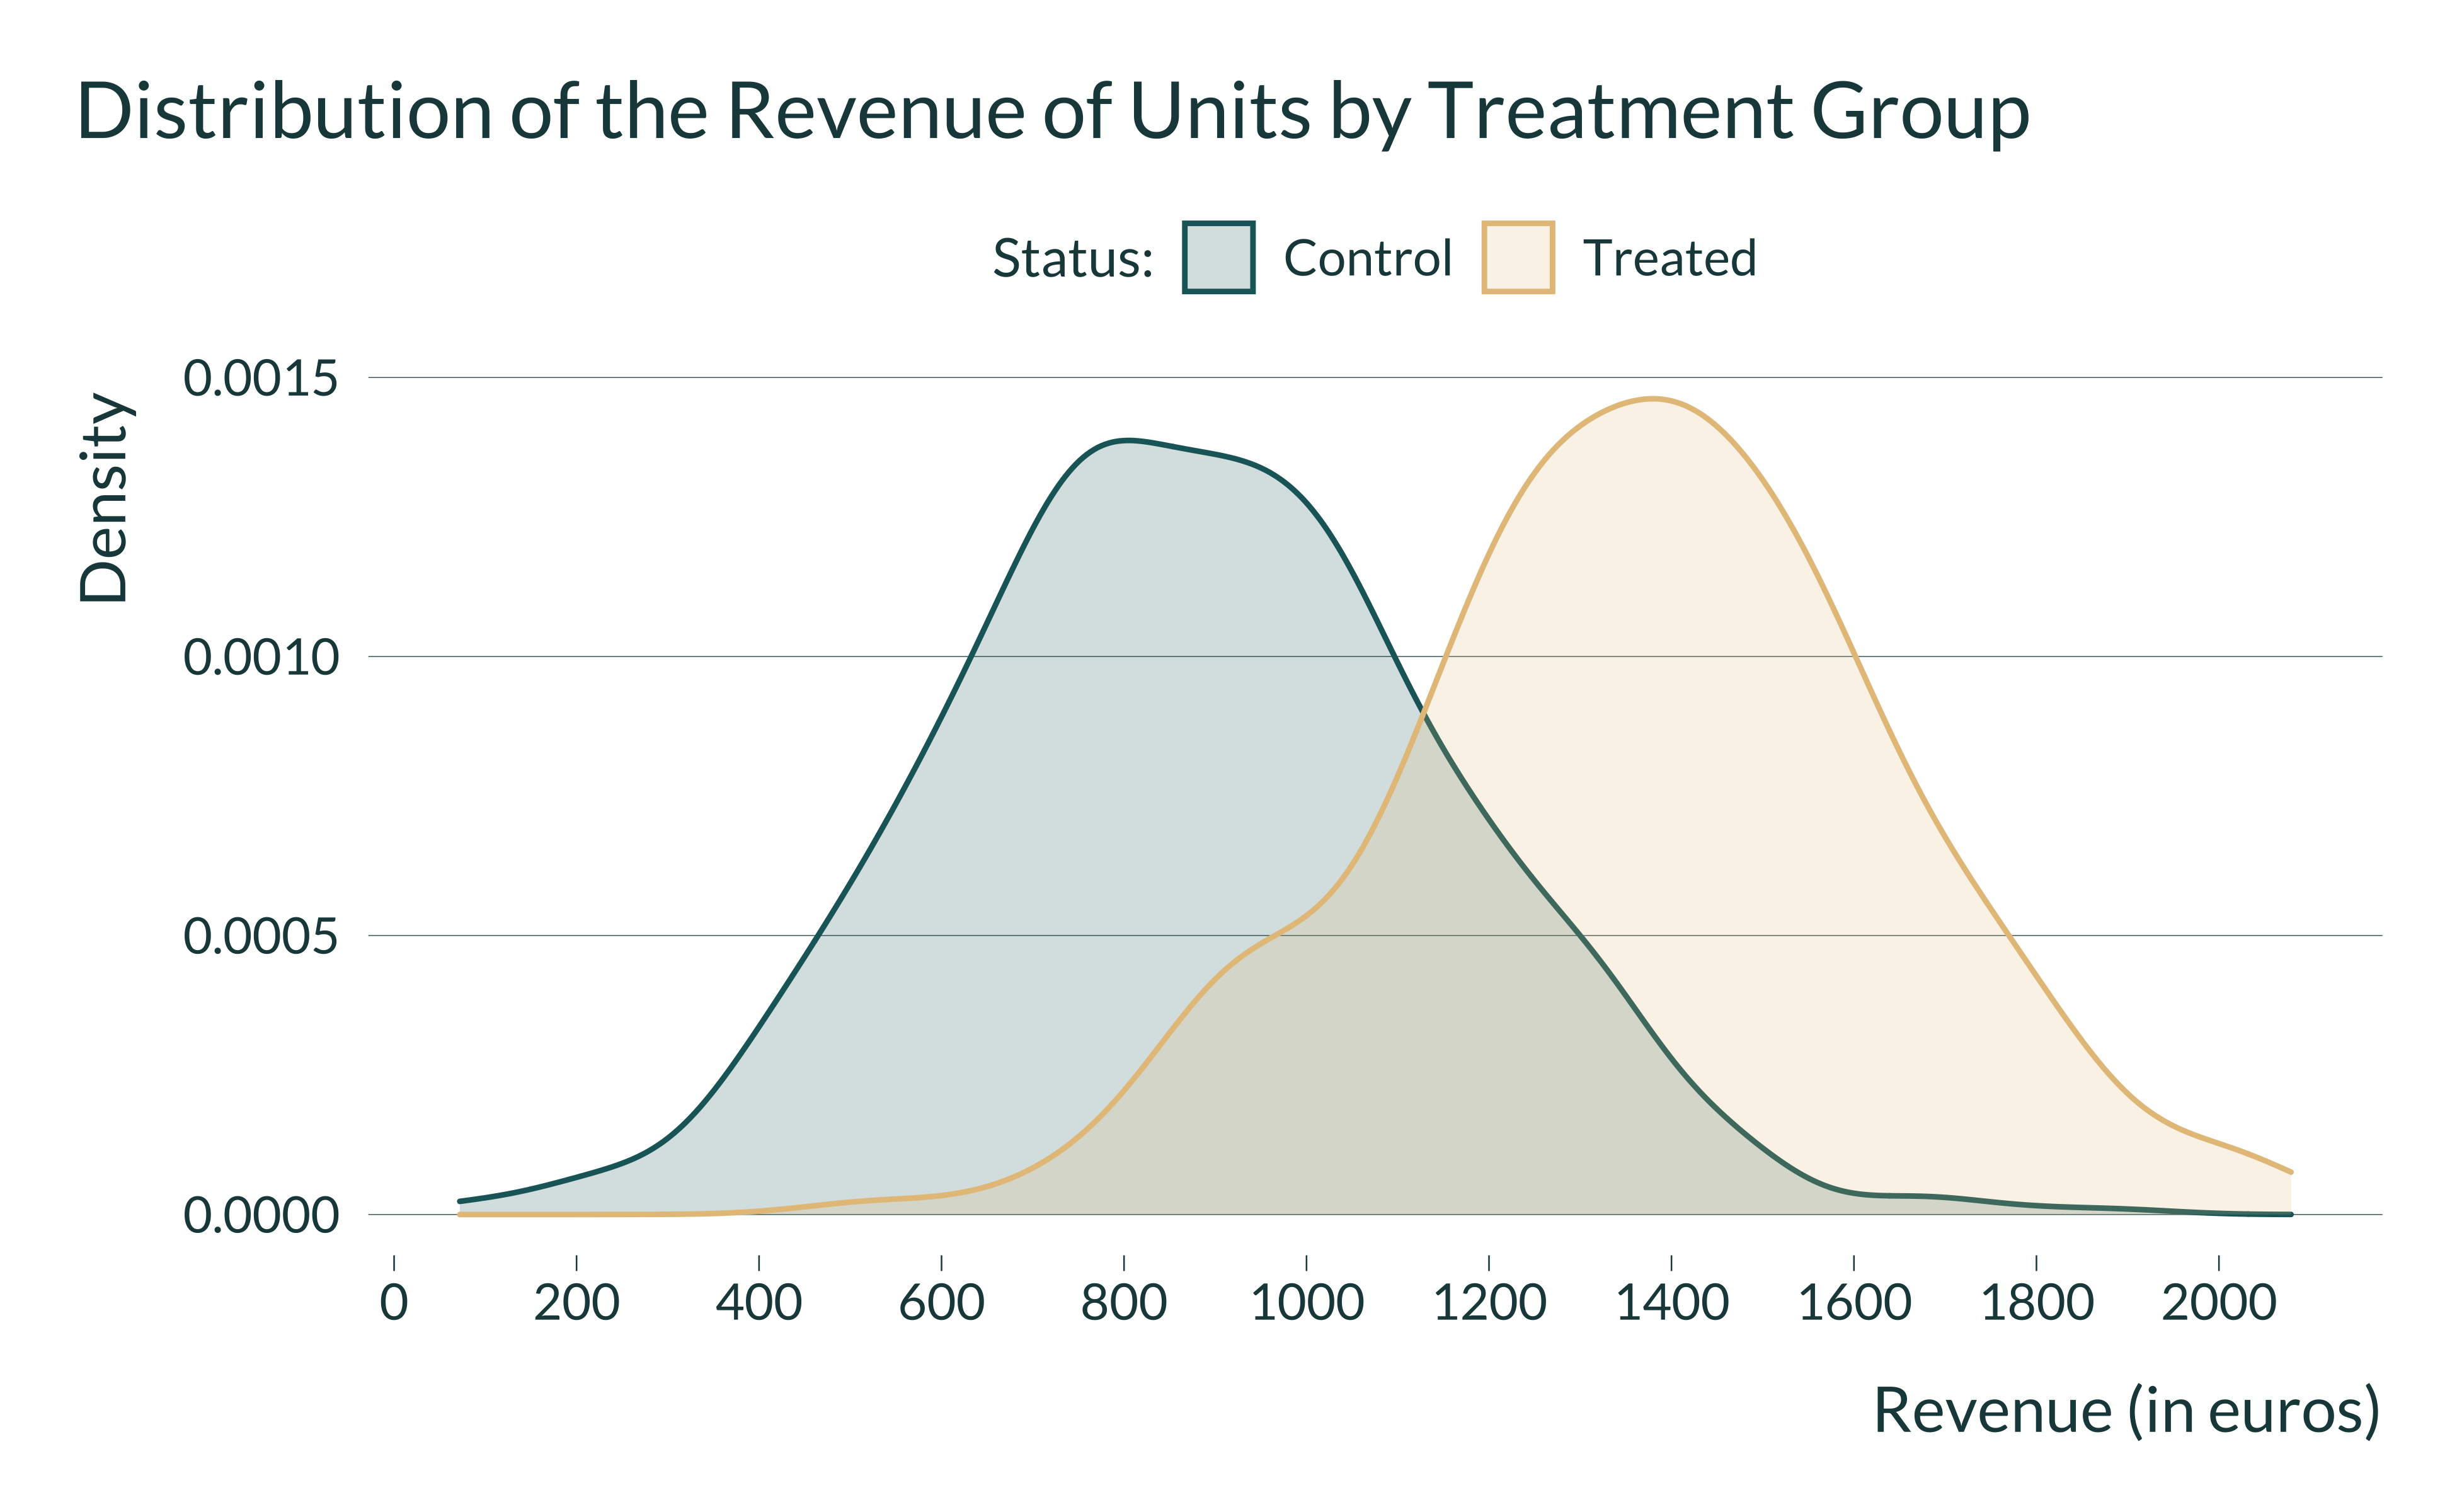 Distribution of the Revenue of Units by Treatment Group
Status: Control Treated
Density
0.0015
0.0010
0.0005
0.0000
0 200 400 600 800 1000 1200 1400 1600 1800 2000
Revenue (in euros)